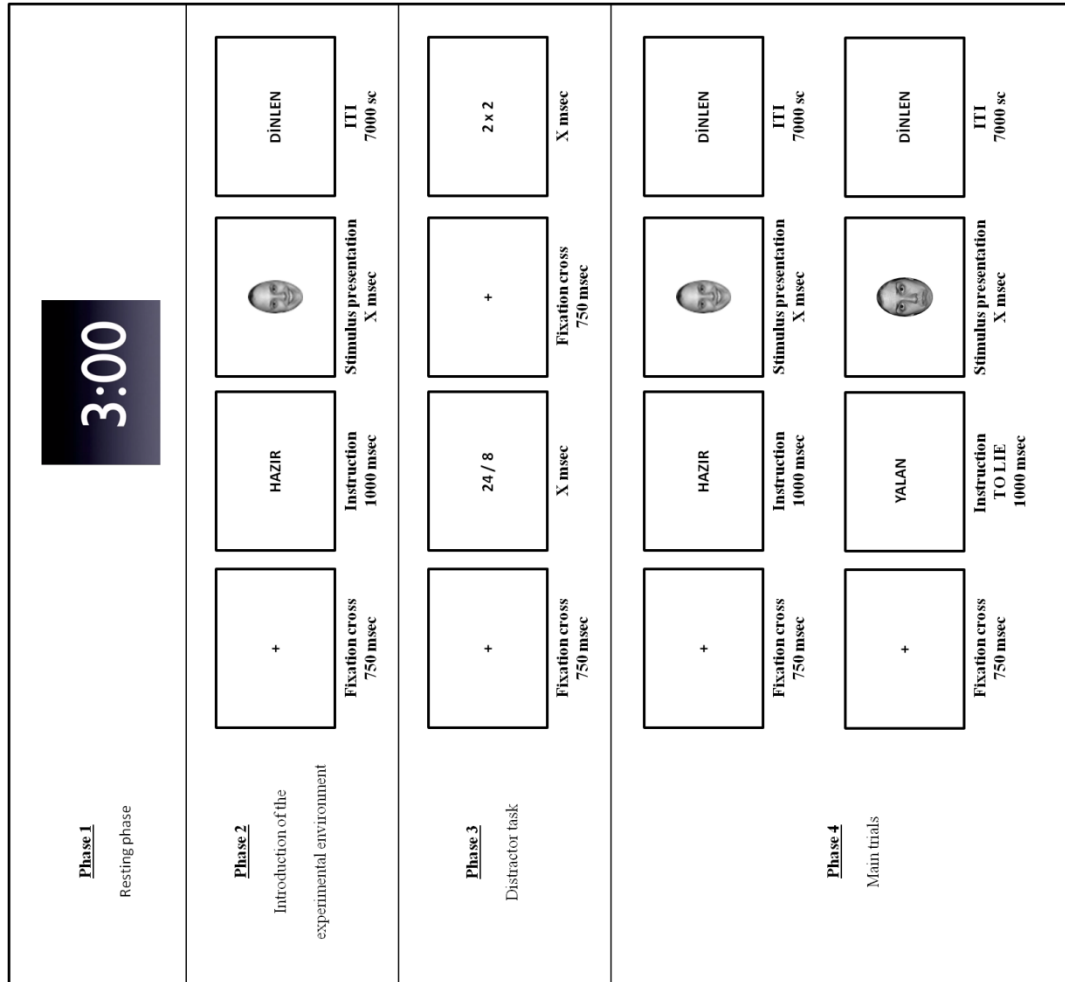 Phase 1
Resting phase
3:00
Phase 2
Introduction of the
experimental environment
+
Fixation cross
750 msec
HAZIR
Instruction
1000 msec
Stimulus presentation
X msec
DİNLEN
ITI
7000 sc
Phase 3
Distractor task
+
Fixation cross
750 msec
24 / 8
X msec
+
Fixation cross
750 msec
2 x 2
X msec
Phase 4
Main trials
+
Fixation cross
750 msec
HAZIR
Instruction
1000 msec
Stimulus presentation
X msec
DİNLEN
ITI
7000 sc
+
Fixation cross
750 msec
YALAN
Instruction
TO LIE
1000 msec
Stimulus presentation
X msec
DİNLEN
ITI
7000 sc